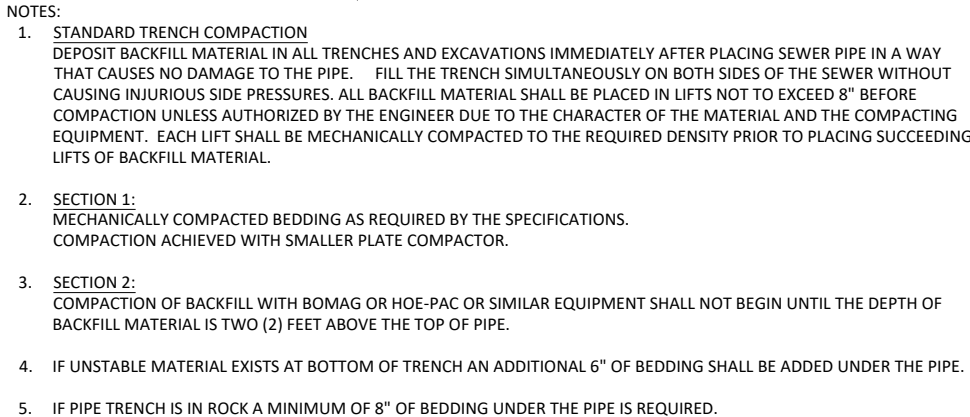 NOTES:
1. STANDARD TRENCH COMPACTION
DEPOSIT BACKFILL MATERIAL IN ALL TRENCHES AND EXCAVATIONS IMMEDIATELY AFTER PLACING SEWER PIPE IN A WAY
THAT CAUSES NO DAMAGE TO THE PIPE. FILL THE TRENCH SIMULTANEOUSLY ON BOTH SIDES OF THE SEWER WITHOUT
CAUSING INJURIOUS SIDE PRESSURES. ALL BACKFILL MATERIAL SHALL BE PLACED IN LIFTS NOT TO EXCEED 8" BEFORE
COMPACTION UNLESS AUTHORIZED BY THE ENGINEER DUE TO THE CHARACTER OF THE MATERIAL AND THE COMPACTING
EQUIPMENT. EACH LIFT SHALL BE MECHANICALLY COMPACTED TO THE REQUIRED DENSITY PRIOR TO PLACING SUCCEEDING
LIFTS OF BACKFILL MATERIAL.
2. SECTION 1:
MECHANICALLY COMPACTED BEDDING AS REQUIRED BY THE SPECIFICATIONS.
COMPACTION ACHIEVED WITH SMALLER PLATE COMPACTOR.
3. SECTION 2:
COMPACTION OF BACKFILL WITH BOMAG OR HOE-PAC OR SIMILAR EQUIPMENT SHALL NOT BEGIN UNTIL THE DEPTH OF
BACKFILL MATERIAL IS TWO (2) FEET ABOVE THE TOP OF PIPE.
4. IF UNSTABLE MATERIAL EXISTS AT BOTTOM OF TRENCH AN ADDITIONAL 6" OF BEDDING SHALL BE ADDED UNDER THE PIPE.
5. IF PIPE TRENCH IS IN ROCK A MINIMUM OF 8" OF BEDDING UNDER THE PIPE IS REQUIRED.